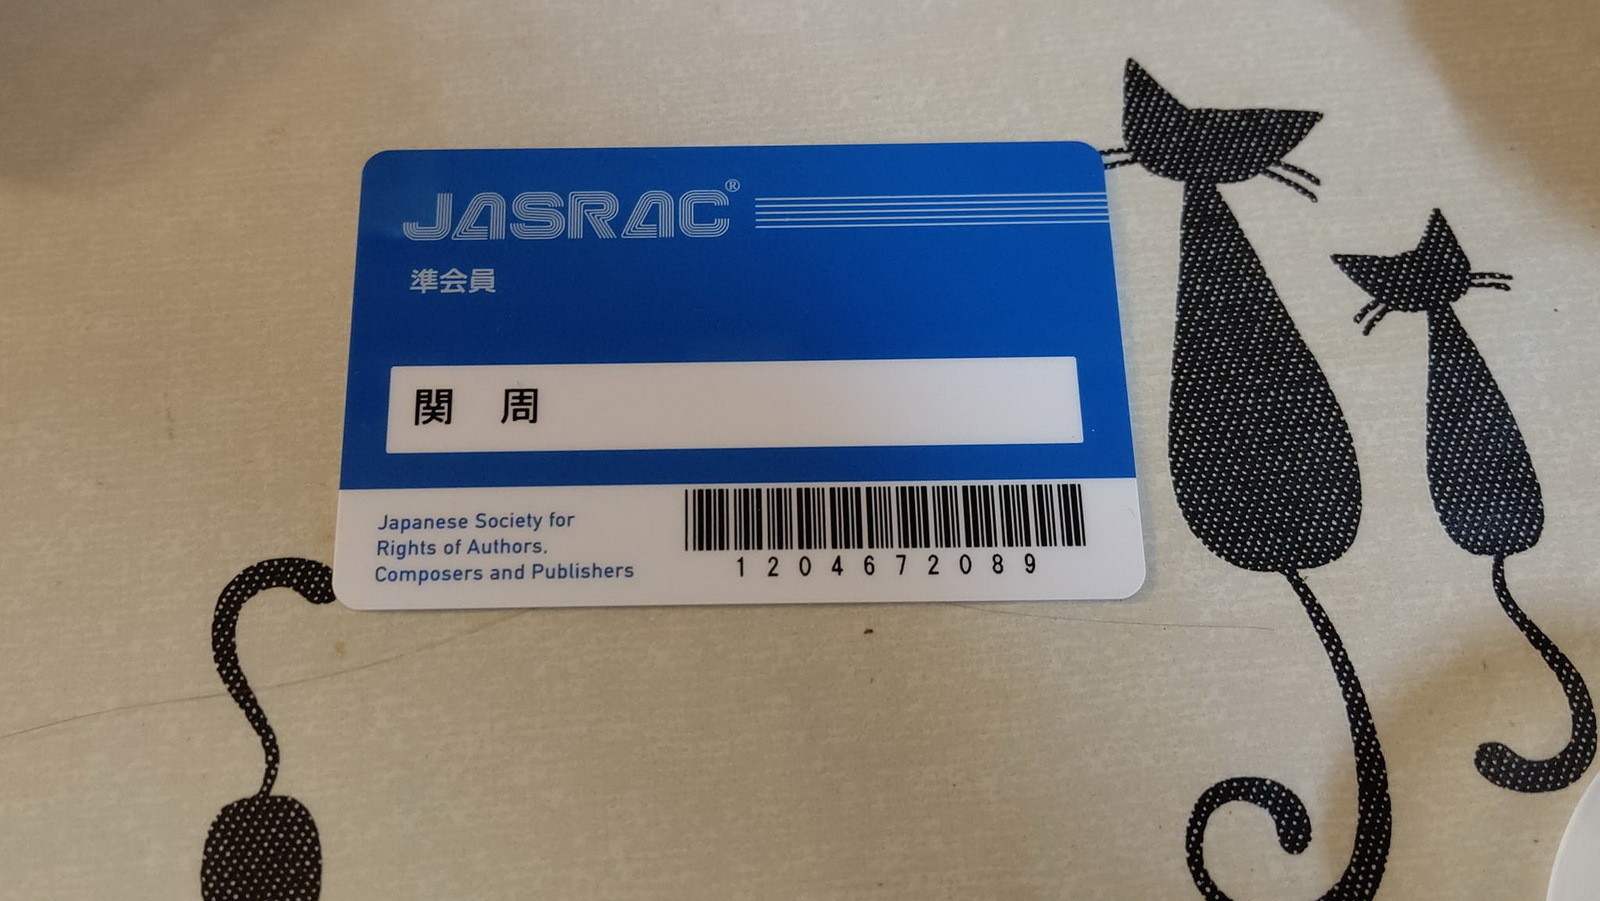 JASRAC®
準会員
関 周
Japanese Society for
Rights of Authors,
Composers and Publishers
1204672089